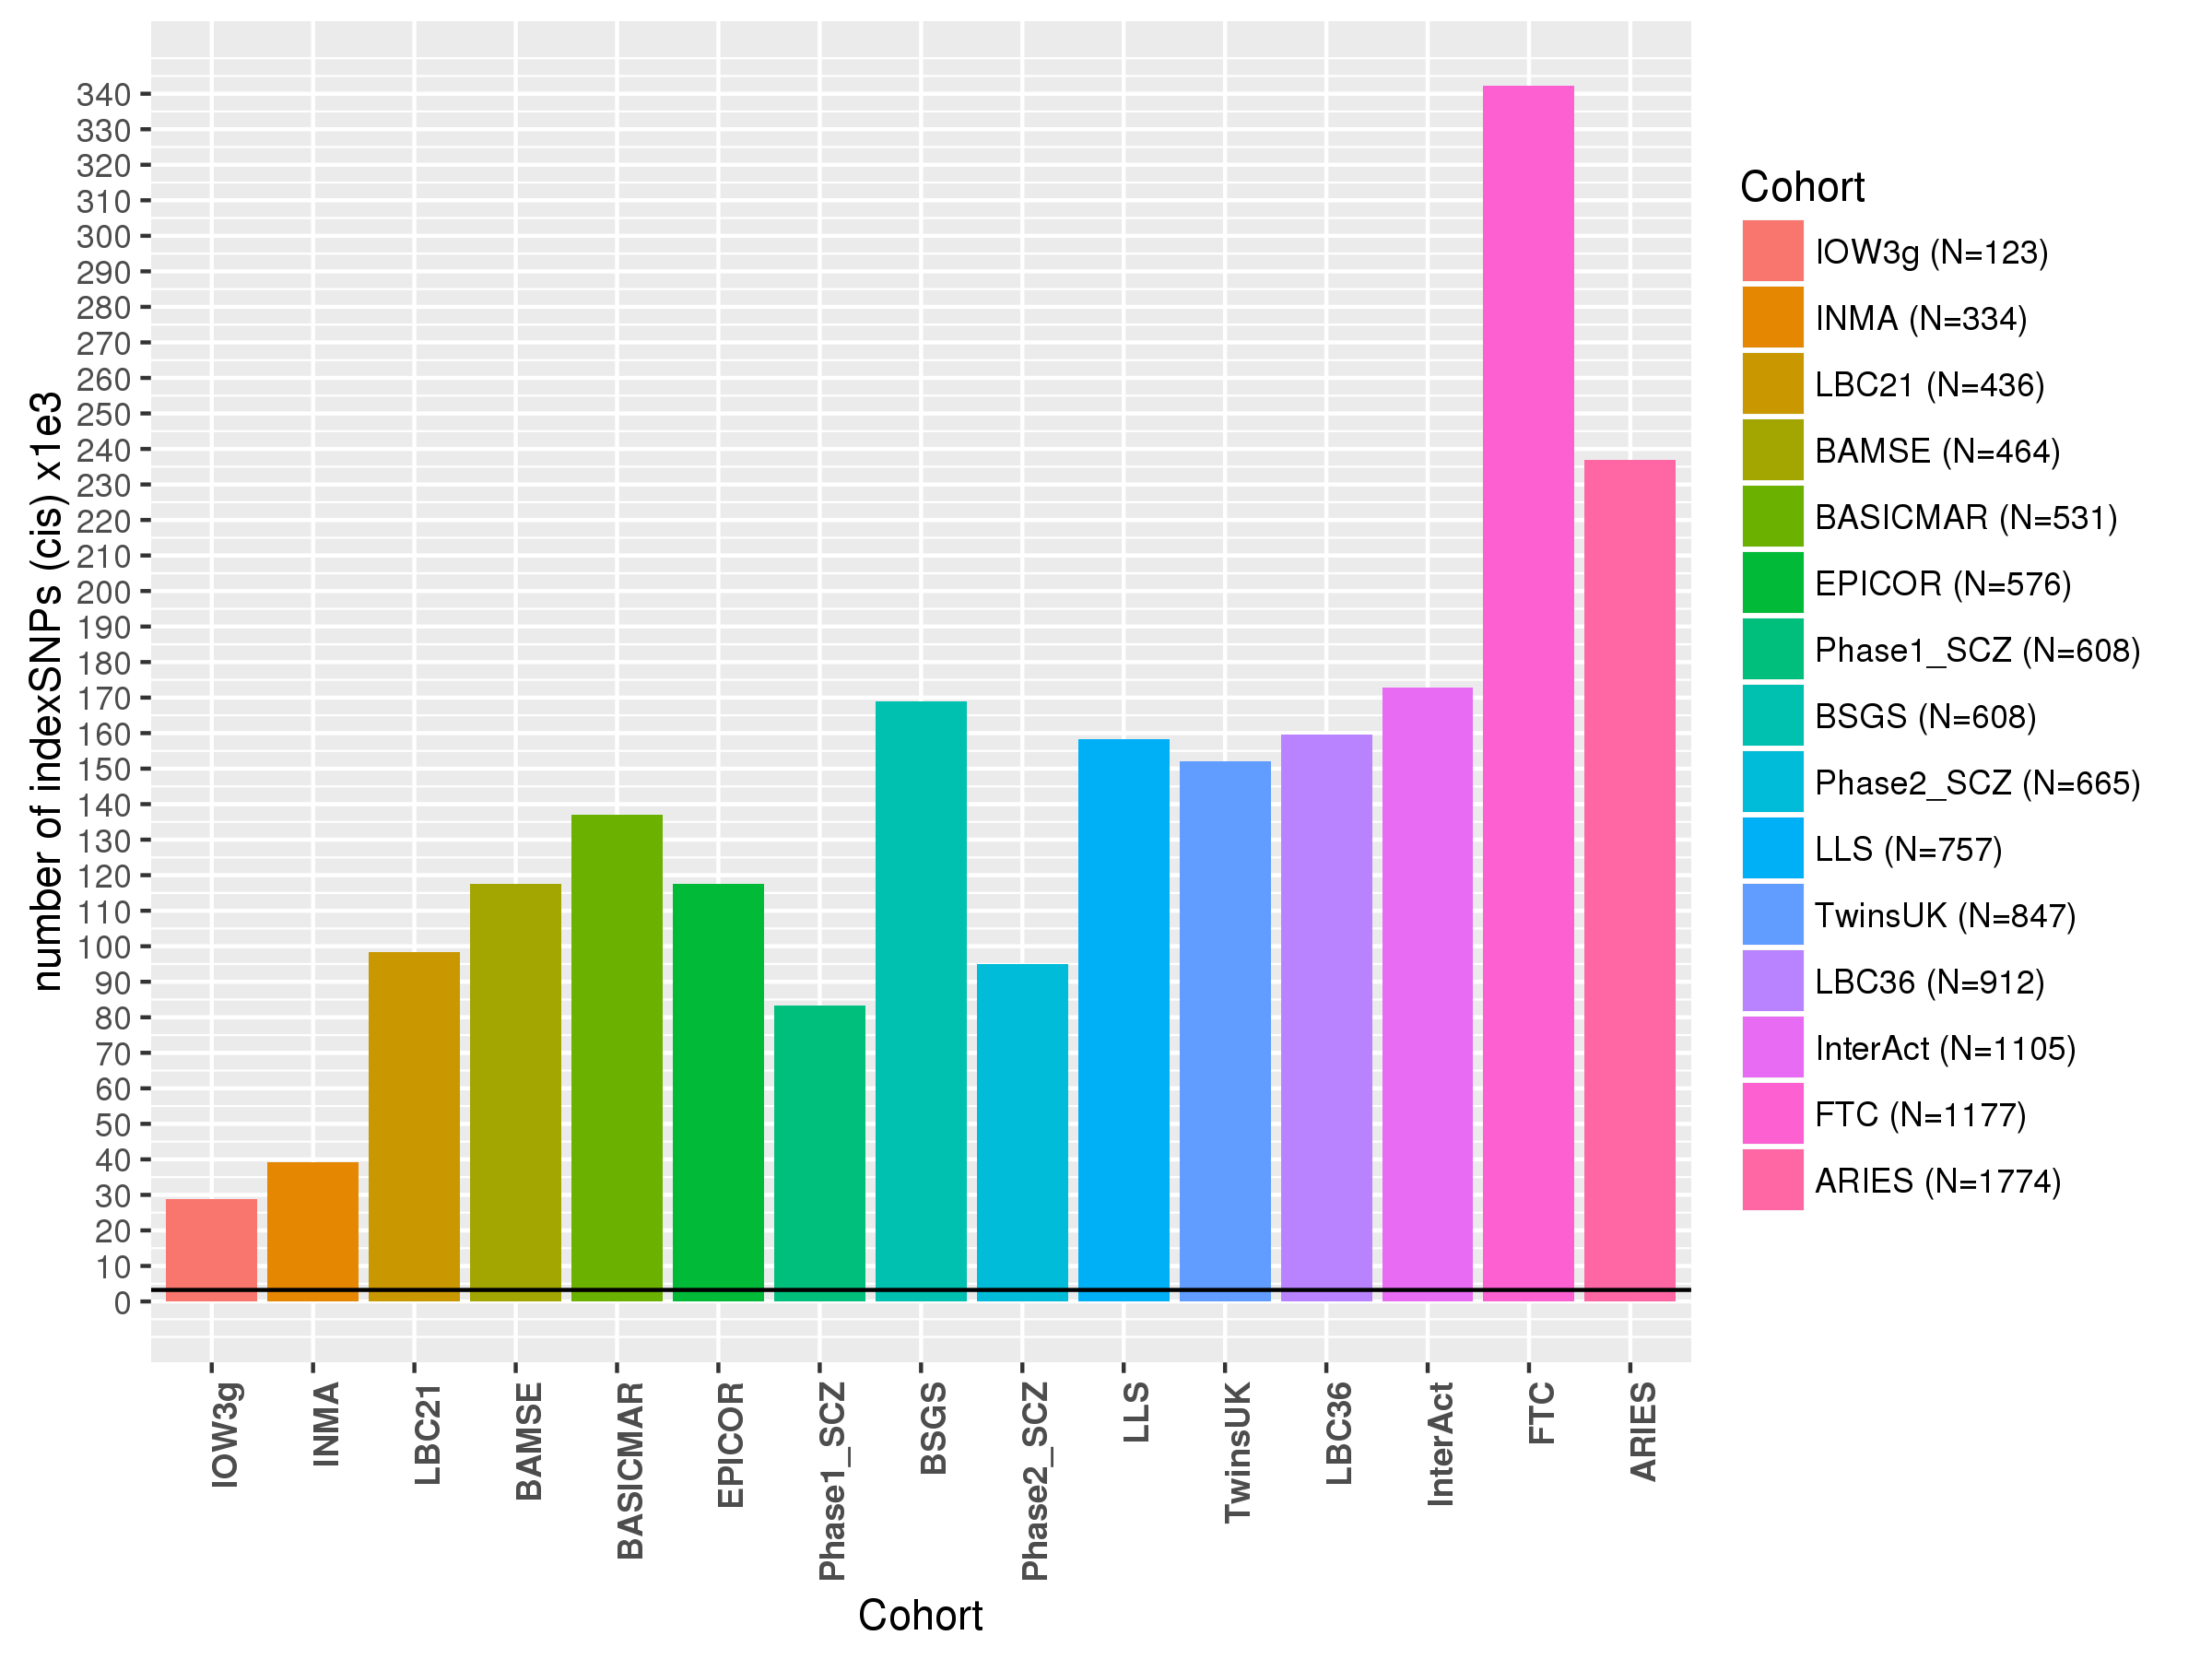 number of indexSNPs (cis) x1e3
340
330
320
310
300
290
280
270
260
250
240
230
220
210
200
190
180
170
160
150
140
130
120
110
100
90
80
70
60
50
40
30
20
10
0
IOW3g
INMA
LBC21
BAMSE
BASICMAR
EPICOR
Phase1_SCZ
BSGS
Phase2_SCZ
LLS
TwinsUK
LBC36
InterAct
FTC
ARIES
Cohort
Cohort
IOW3g (N=123)
INMA (N=334)
LBC21 (N=436)
BAMSE (N=464)
BASICMAR (N=531)
EPICOR (N=576)
Phase1_SCZ (N=608)
BSGS (N=608)
Phase2_SCZ (N=665)
LLS (N=757)
TwinsUK (N=847)
LBC36 (N=912)
InterAct (N=1105)
FTC (N=1177)
ARIES (N=1774)